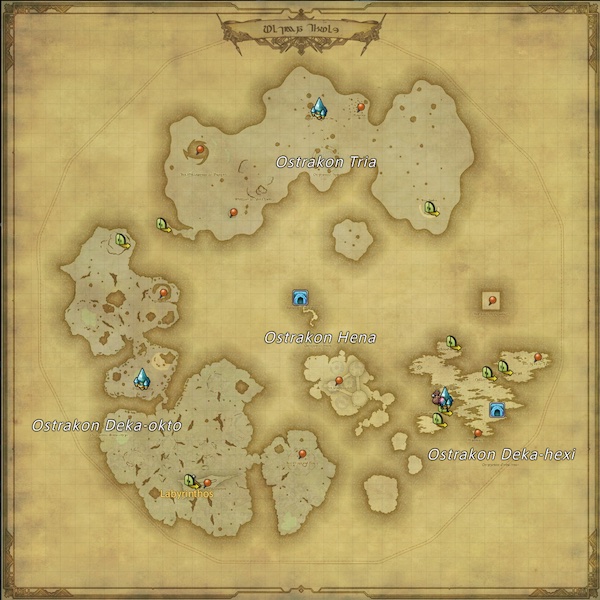 Ostrakon Tria
Ostrakon Hena
Ostrakon Deka-okto
Ostrakon Deka-hexi
Labyrinthos